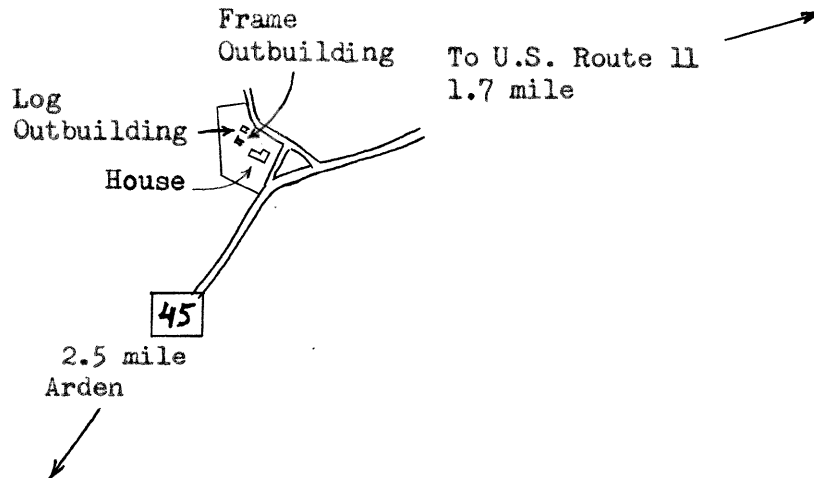 Frame
Outbuilding
To U.S. Route 11
1.7 mile
Log
Outbuilding
House
45
2.5 mile
Arden